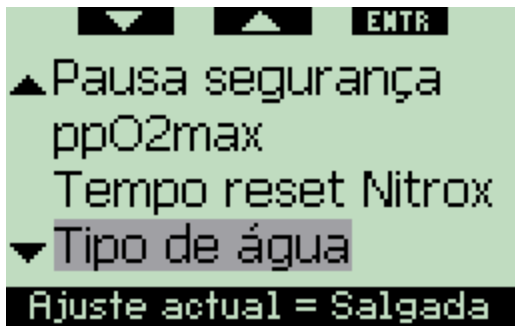 ENTR
Pausa segurança
ppO2max
Tempo reset Nitrox
Tipo de água
Ajuste actual = Salgada